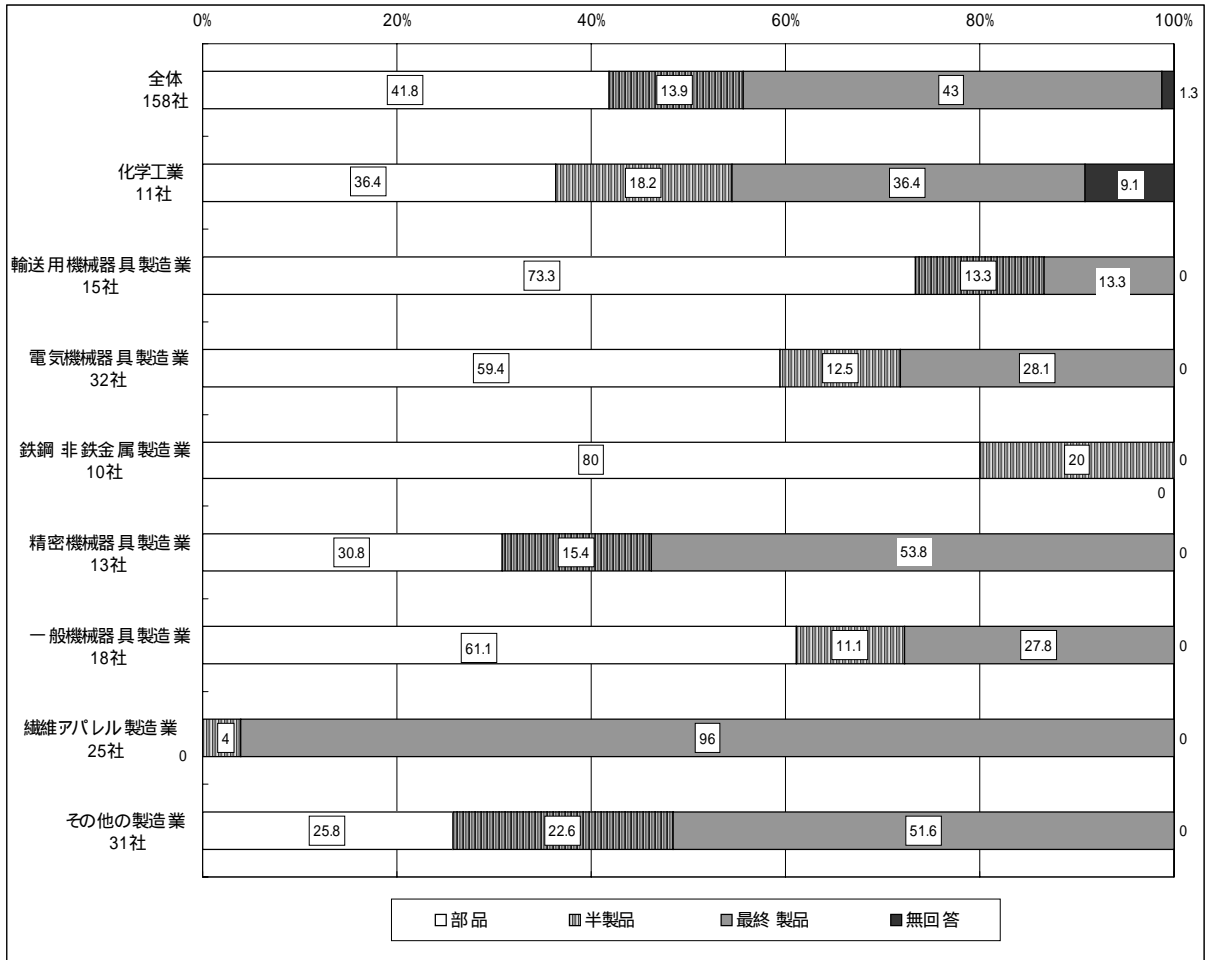 0% 20% 40% 60% 80% 100%
全体
158社
41.8 13.9 43 1.3
化学工業
11社
36.4 18.2 36.4 9.1
輸送用機械器具製造業
15社
73.3 13.3 13.3 0
電気機械器具製造業
32社
59.4 12.5 28.1 0
鉄鋼 非鉄金属製造業
10社
80 20 0
0
精密機械器具製造業
13社
30.8 15.4 53.8 0
一般機械器具製造業
18社
61.1 11.1 27.8 0
繊維アパレル製造業
25社
0 4 96 0
その他の製造業
31社
25.8 22.6 51.6 0
部品 半製品 最終製品 無回答